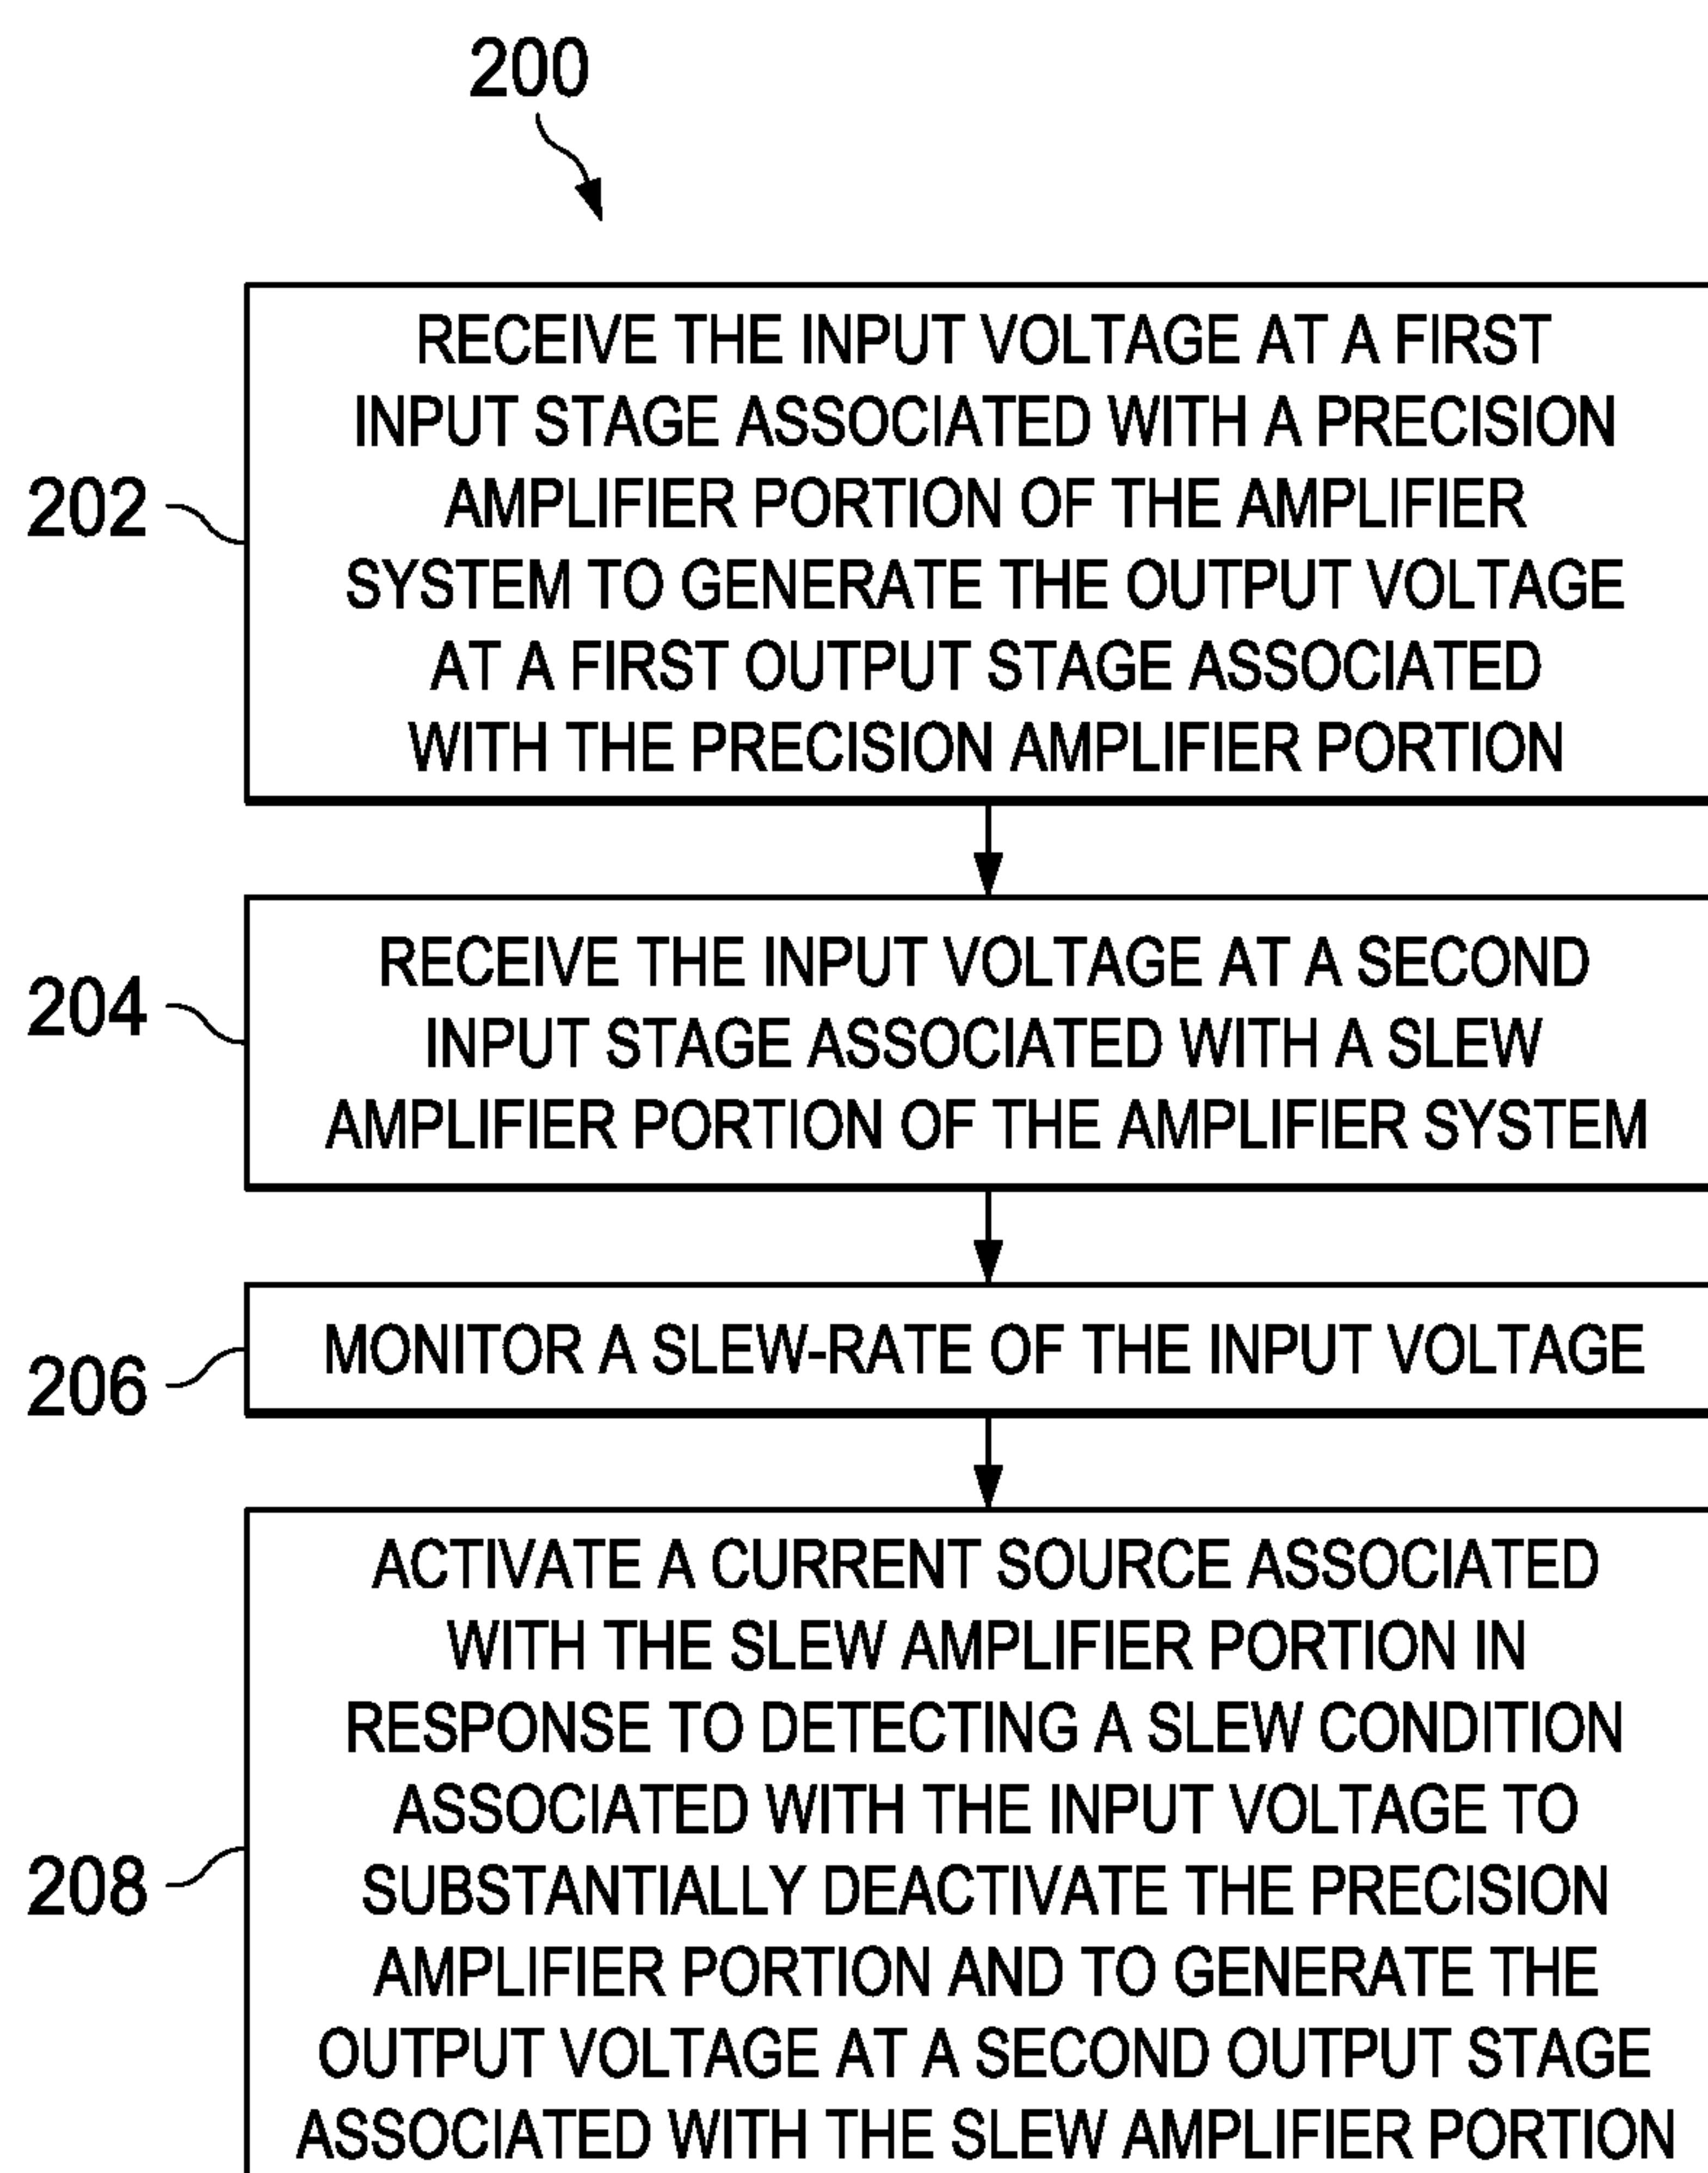 200
202
RECEIVE THE INPUT VOLTAGE AT A FIRST
INPUT STAGE ASSOCIATED WITH A PRECISION
AMPLIFIER PORTION OF THE AMPLIFIER
SYSTEM TO GENERATE THE OUTPUT VOLTAGE
AT A FIRST OUTPUT STAGE ASSOCIATED
WITH THE PRECISION AMPLIFIER PORTION
204
RECEIVE THE INPUT VOLTAGE AT A SECOND
INPUT STAGE ASSOCIATED WITH A SLEW
AMPLIFIER PORTION OF THE AMPLIFIER SYSTEM
206
MONITOR A SLEW-RATE OF THE INPUT VOLTAGE
208
ACTIVATE A CURRENT SOURCE ASSOCIATED
WITH THE SLEW AMPLIFIER PORTION IN
RESPONSE TO DETECTING A SLEW CONDITION
ASSOCIATED WITH THE INPUT VOLTAGE TO
SUBSTANTIALLY DEACTIVATE THE PRECISION
AMPLIFIER PORTION AND TO GENERATE THE
OUTPUT VOLTAGE AT A SECOND OUTPUT STAGE
ASSOCIATED WITH THE SLEW AMPLIFIER PORTION